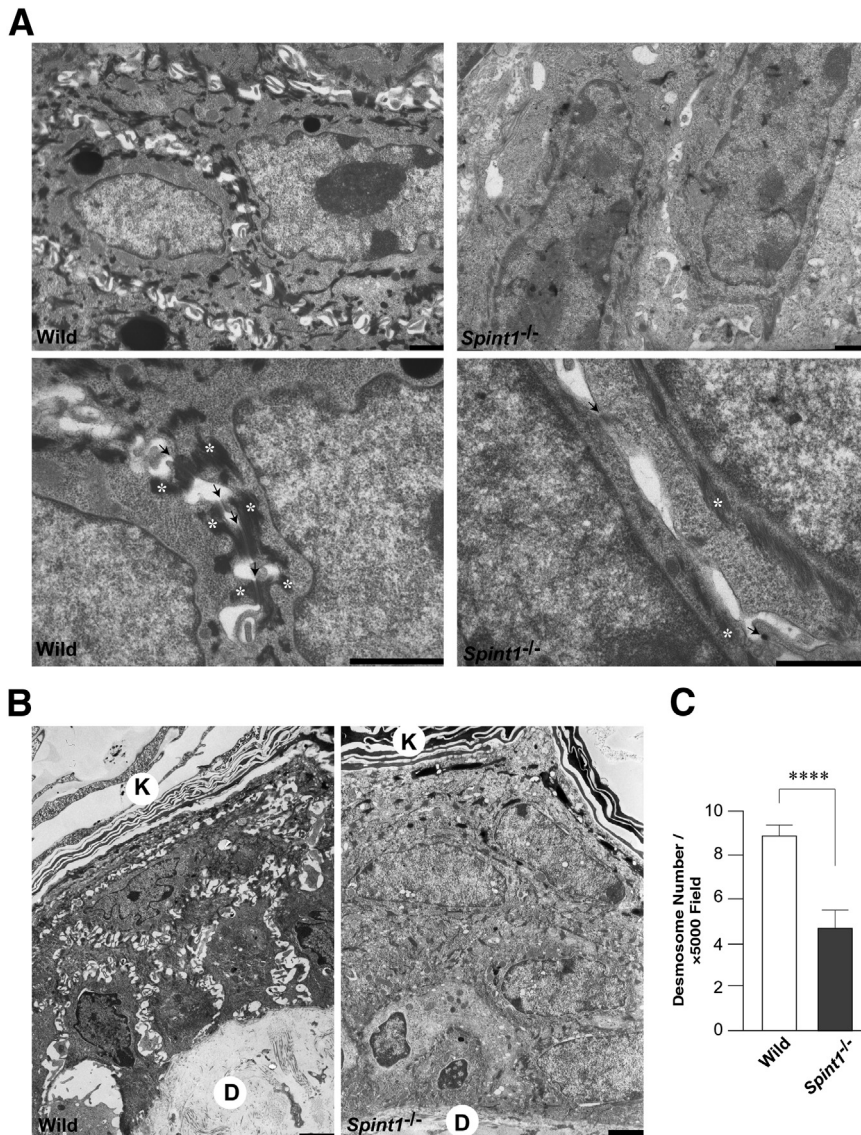 A
Wild
Spint1-/-
*
*
*
*
*
Wild
*
*
Spint1-/-
B
K
D
Wild
K
D
Spint1-/-
C
****
10
8
6
4
2
0
Desmosome Number /
×5000 Field
Wild
Spint1-/-